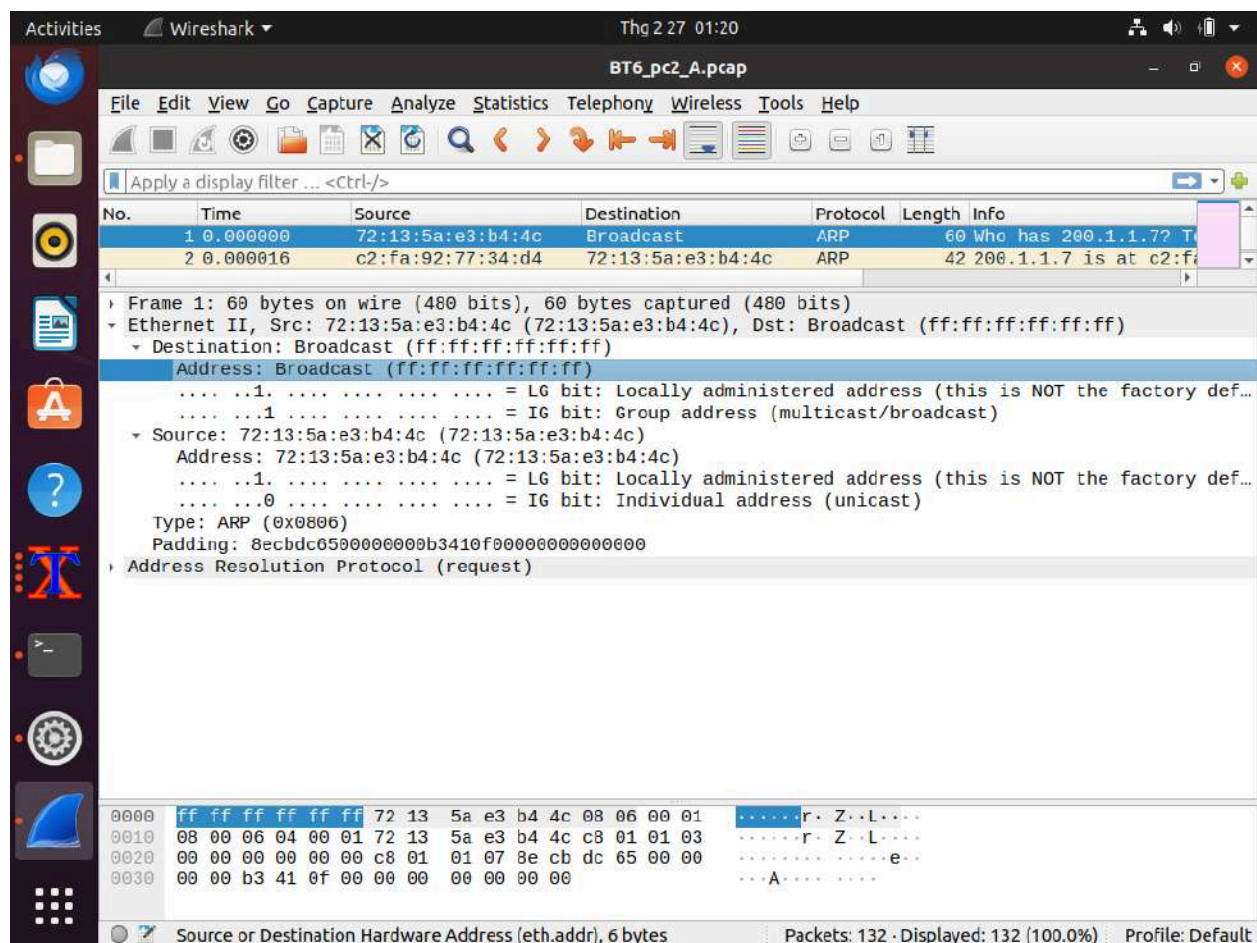 Activities Wireshark Thg 2 27 01:20
BT6_pc2_A.pcap
File Edit View Go Capture Analyze Statistics Telephony Wireless Tools Help
Apply a display filter ... <Ctrl-/>
No. Time Source Destination Protocol Length Info
1 0.000000 72:13:5a:e3:b4:4c Broadcast ARP 60 Who has 200.1.1.7? Te
2 0.000016 c2:fa:92:77:34:d4 72:13:5a:e3:b4:4c ARP 42 200.1.1.7 is at c2:fa
Frame 1: 60 bytes on wire (480 bits), 60 bytes captured (480 bits)
Ethernet II, Src: 72:13:5a:e3:b4:4c (72:13:5a:e3:b4:4c), Dst: Broadcast (ff:ff:ff:ff:ff:ff)
Destination: Broadcast (ff:ff:ff:ff:ff:ff)
Address: Broadcast (ff:ff:ff:ff:ff:ff)
.... ..1. .... .... .... .... = LG bit: Locally administered address (this is NOT the factory def…
.... ...1 .... .... .... .... = IG bit: Group address (multicast/broadcast)
Source: 72:13:5a:e3:b4:4c (72:13:5a:e3:b4:4c)
Address: 72:13:5a:e3:b4:4c (72:13:5a:e3:b4:4c)
.... ..1. .... .... .... .... = LG bit: Locally administered address (this is NOT the factory def…
.... ...0 .... .... .... .... = IG bit: Individual address (unicast)
Type: ARP (0x0806)
Padding: 8ecbdc6500000000b3410f00000000000000
Address Resolution Protocol (request)
0000 ff ff ff ff ff ff 72 13 5a e3 b4 4c 08 06 00 01 ······r· Z··L····
0010 08 00 06 04 00 01 72 13 5a e3 b4 4c c8 01 01 03 ······r· Z··L····
0020 00 00 00 00 00 00 c8 01 01 07 8e cb dc 65 00 00 ········ ·····e··
0030 00 00 b3 41 0f 00 00 00 00 00 00 00 ···A···· ····
Source or Destination Hardware Address (eth.addr), 6 bytes Packets: 132 · Displayed: 132 (100.0%) Profile: Default